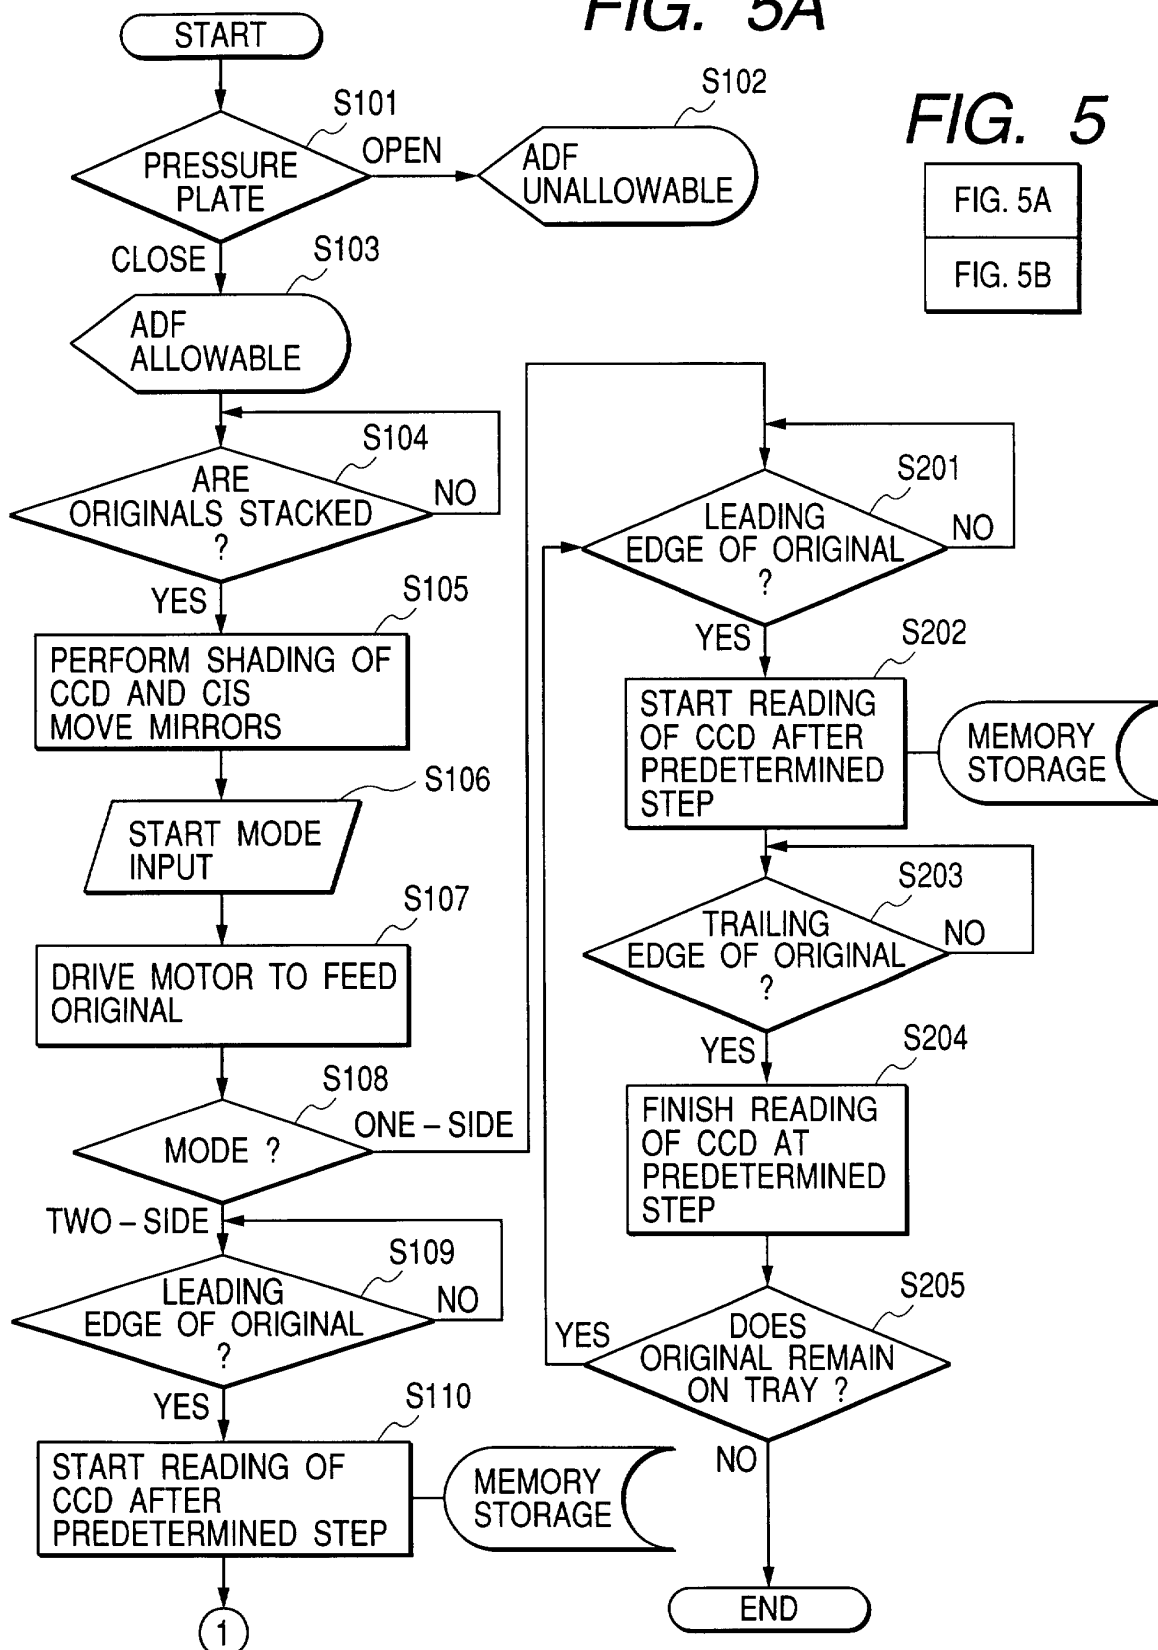 FIG. 5A
FIG. 5
FIG. 5A
FIG. 5B
START
S101
PRESSURE
PLATE
OPEN
S102
ADF
UNALLOWABLE
CLOSE
S103
ADF
ALLOWABLE
S104
ARE
ORIGINALS STACKED
?
NO
YES
S105
PERFORM SHADING OF
CCD AND CIS
MOVE MIRRORS
S106
START MODE
INPUT
S107
DRIVE MOTOR TO FEED
ORIGINAL
S108
MODE ?
ONE-SIDE
TWO-SIDE
S109
LEADING
EDGE OF ORIGINAL
?
NO
YES
S110
START READING OF
CCD AFTER
PREDETERMINED STEP
MEMORY
STORAGE
1
S201
LEADING
EDGE OF ORIGINAL
?
NO
YES
S202
START READING
OF CCD AFTER
PREDETERMINED
STEP
MEMORY
STORAGE
S203
TRAILING
EDGE OF ORIGINAL
?
NO
YES
S204
FINISH READING
OF CCD AT
PREDETERMINED
STEP
S205
DOES
ORIGINAL REMAIN
ON TRAY ?
YES
NO
END